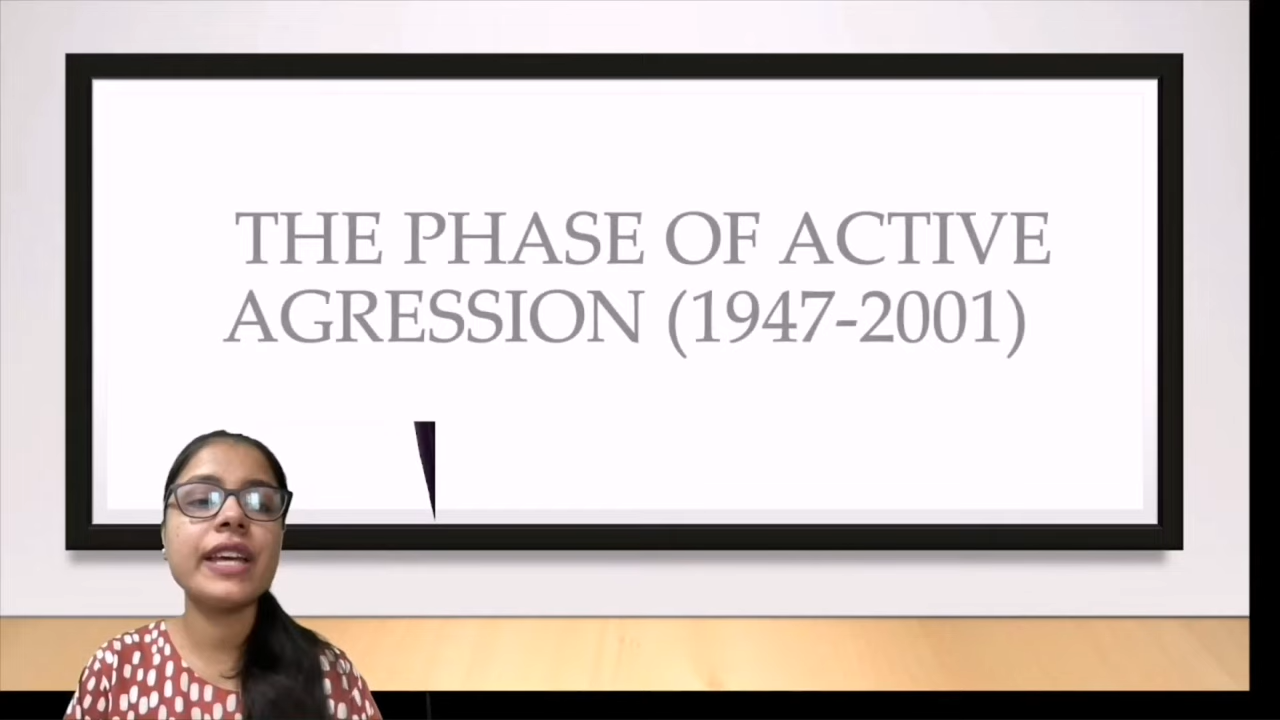 THE PHASE OF ACTIVE
AGRESSION (1947-2001)